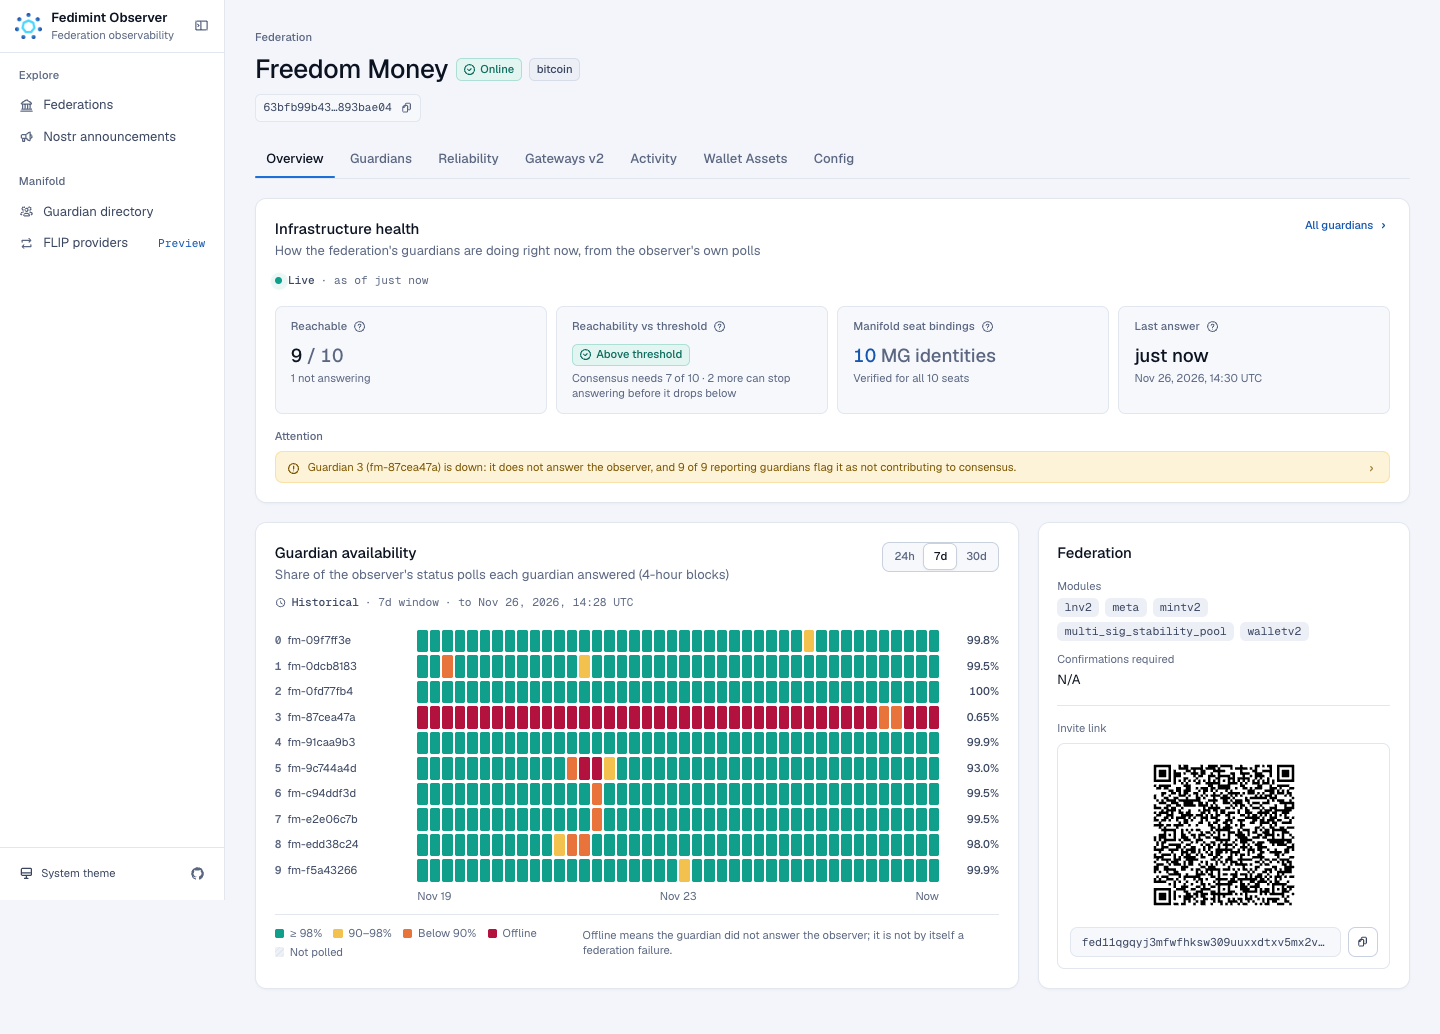 Fedimint Observer
Federation observability
Explore
Federations
Nostr announcements
Manifold
Guardian directory
FLIP providers Preview
System theme
Federation
Freedom Money Online bitcoin
63bfb99b43…893bae04
Overview Guardians Reliability Gateways v2 Activity Wallet Assets Config
Infrastructure health
All guardians ›
How the federation's guardians are doing right now, from the observer's own polls
Live · as of just now
Reachable
9 / 10
1 not answering
Reachability vs threshold
Above threshold
Consensus needs 7 of 10 · 2 more can stop
answering before it drops below
Manifold seat bindings
10 MG identities
Verified for all 10 seats
Last answer
just now
Nov 26, 2026, 14:30 UTC
Attention
Guardian 3 (fm-87cea47a) is down: it does not answer the observer, and 9 of 9 reporting guardians flag it as not contributing to consensus.
Guardian availability
24h 7d 30d
Share of the observer's status polls each guardian answered (4-hour blocks)
Historical · 7d window · to Nov 26, 2026, 14:28 UTC
0 fm-09f7ff3e 99.8%
1 fm-0dcb8183 99.5%
2 fm-0fd77fb4 100%
3 fm-87cea47a 0.65%
4 fm-91caa9b3 99.9%
5 fm-9c744a4d 93.0%
6 fm-c94ddf3d 99.5%
7 fm-e2e06c7b 99.5%
8 fm-edd38c24 98.0%
9 fm-f5a43266 99.9%
Nov 19 Nov 23 Now
≥ 98% 90–98% Below 90% Offline
Not polled
Offline means the guardian did not answer the observer; it is not by itself a
federation failure.
Federation
Modules
lnv2 meta mintv2
multi_sig_stability_pool walletv2
Confirmations required
N/A
Invite link
fed11qgqyj3mfwfhksw309uuxxdtxv5mx2v…